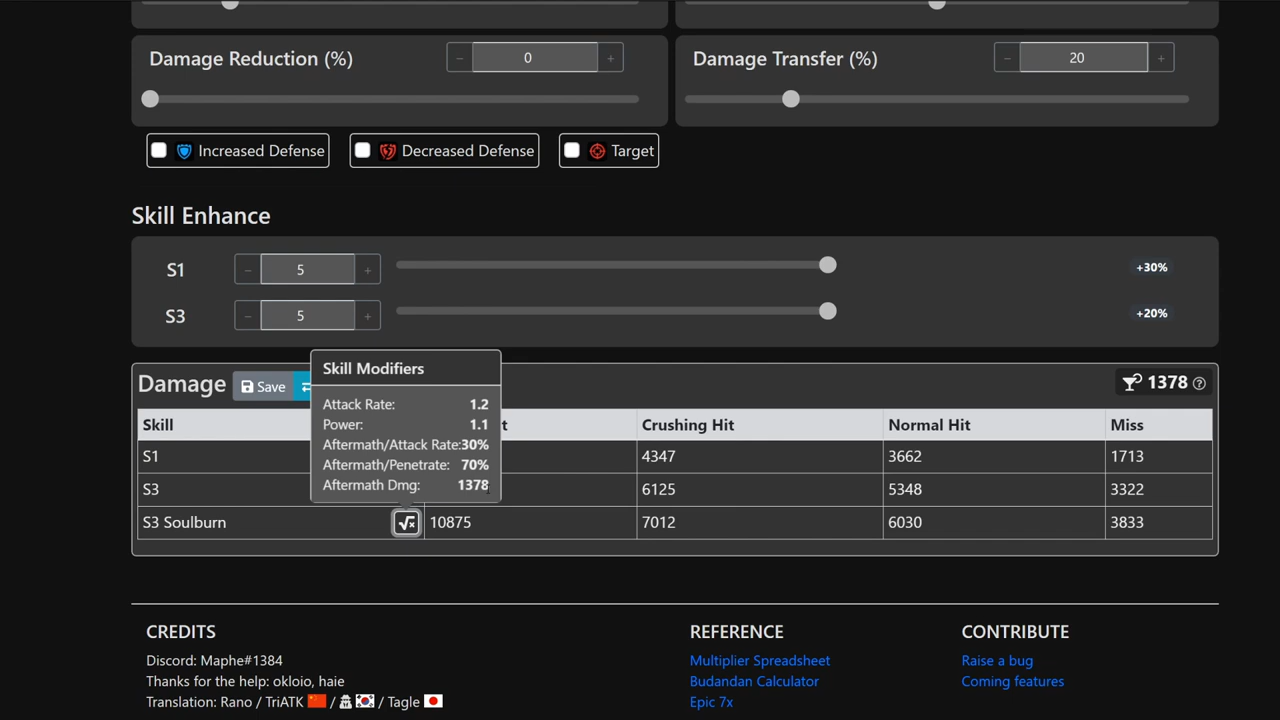 Damage Reduction (%) − 0 + Damage Transfer (%) − 20 +
Increased Defense Decreased Defense Target
Skill Enhance
S1 − 5 + +30%
S3 − 5 + +20%
Skill Modifiers
Attack Rate: 1.2
Power: 1.1
Aftermath/Attack Rate: 30%
Aftermath/Penetrate: 70%
Aftermath Dmg: 1378
Damage Save 1378
Skill t Crushing Hit Normal Hit Miss
S1 4347 3662 1713
S3 6125 5348 3322
S3 Soulburn √x 10875 7012 6030 3833
CREDITS REFERENCE CONTRIBUTE
Discord: Maphe#1384 Multiplier Spreadsheet Raise a bug
Thanks for the help: okloio, haie Budandan Calculator Coming features
Translation: Rano / TriATK / / Tagle Epic 7x